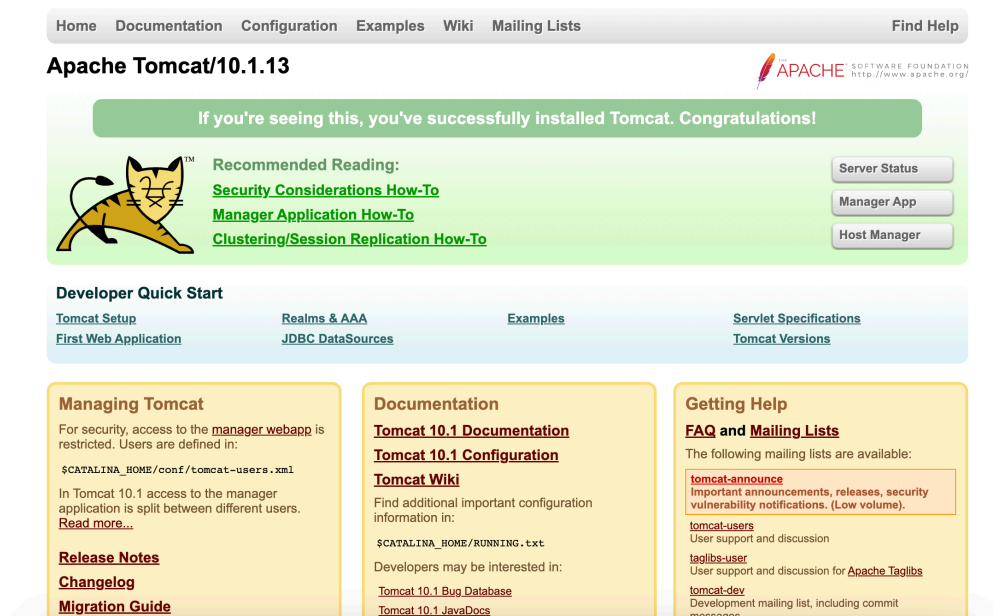 Home Documentation Configuration Examples Wiki Mailing Lists Find Help
Apache Tomcat/10.1.13
THE APACHE™ SOFTWARE FOUNDATION
http://www.apache.org/
If you're seeing this, you've successfully installed Tomcat. Congratulations!
TM
Recommended Reading:
Security Considerations How-To
Manager Application How-To
Clustering/Session Replication How-To
Server Status
Manager App
Host Manager
Developer Quick Start
Tomcat Setup
First Web Application
Realms & AAA
JDBC DataSources
Examples
Servlet Specifications
Tomcat Versions
Managing Tomcat
For security, access to the manager webapp is
restricted. Users are defined in:
$CATALINA_HOME/conf/tomcat-users.xml
In Tomcat 10.1 access to the manager
application is split between different users.
Read more...
Release Notes
Changelog
Migration Guide
Documentation
Tomcat 10.1 Documentation
Tomcat 10.1 Configuration
Tomcat Wiki
Find additional important configuration
information in:
$CATALINA_HOME/RUNNING.txt
Developers may be interested in:
Tomcat 10.1 Bug Database
Tomcat 10.1 JavaDocs
Getting Help
FAQ and Mailing Lists
The following mailing lists are available:
tomcat-announce
Important announcements, releases, security
vulnerability notifications. (Low volume).
tomcat-users
User support and discussion
taglibs-user
User support and discussion for Apache Taglibs
tomcat-dev
Development mailing list, including commit
messages